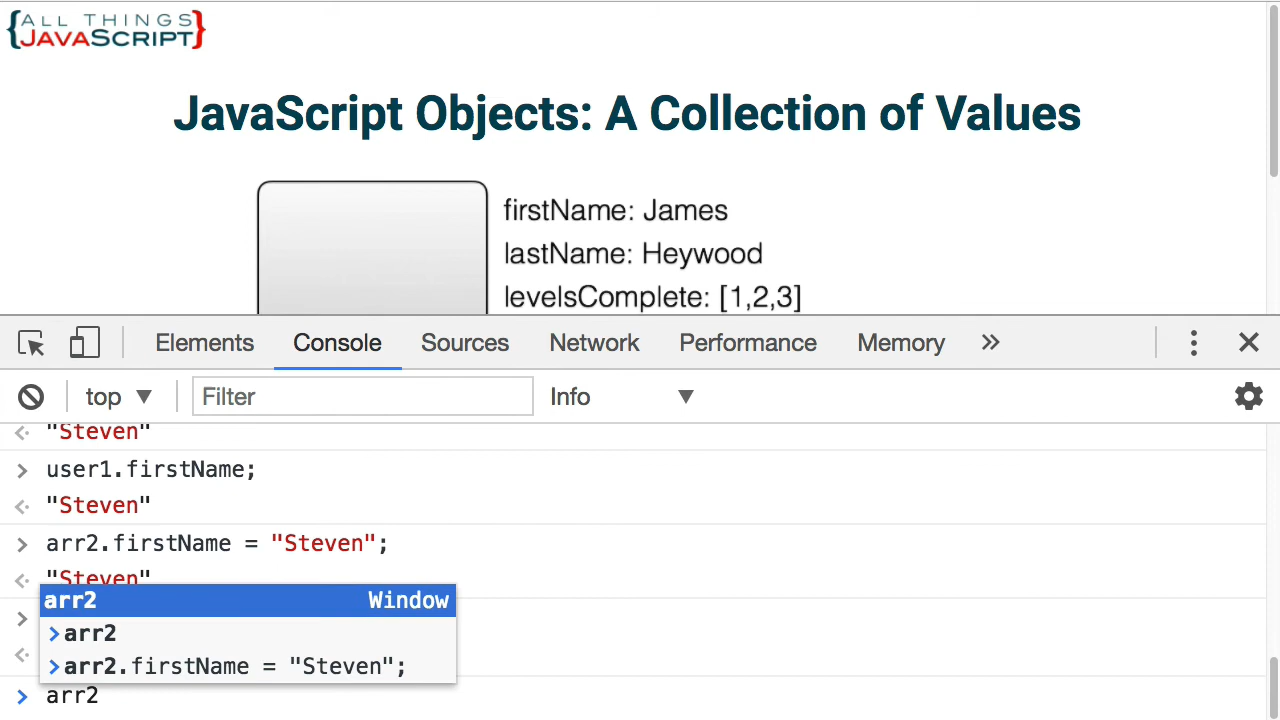 {ALL THINGS
JAVASCRIPT}
JavaScript Objects: A Collection of Values
firstName: James
lastName: Heywood
levelsComplete: [1,2,3]
Elements Console Sources Network Performance Memory »
top ▼ Filter Info ▼
<· "Steven"
> user1.firstName;
<· "Steven"
> arr2.firstName = "Steven";
<· "Steven"
arr2 Window
>
> arr2
<·
> arr2.firstName = "Steven";
> arr2